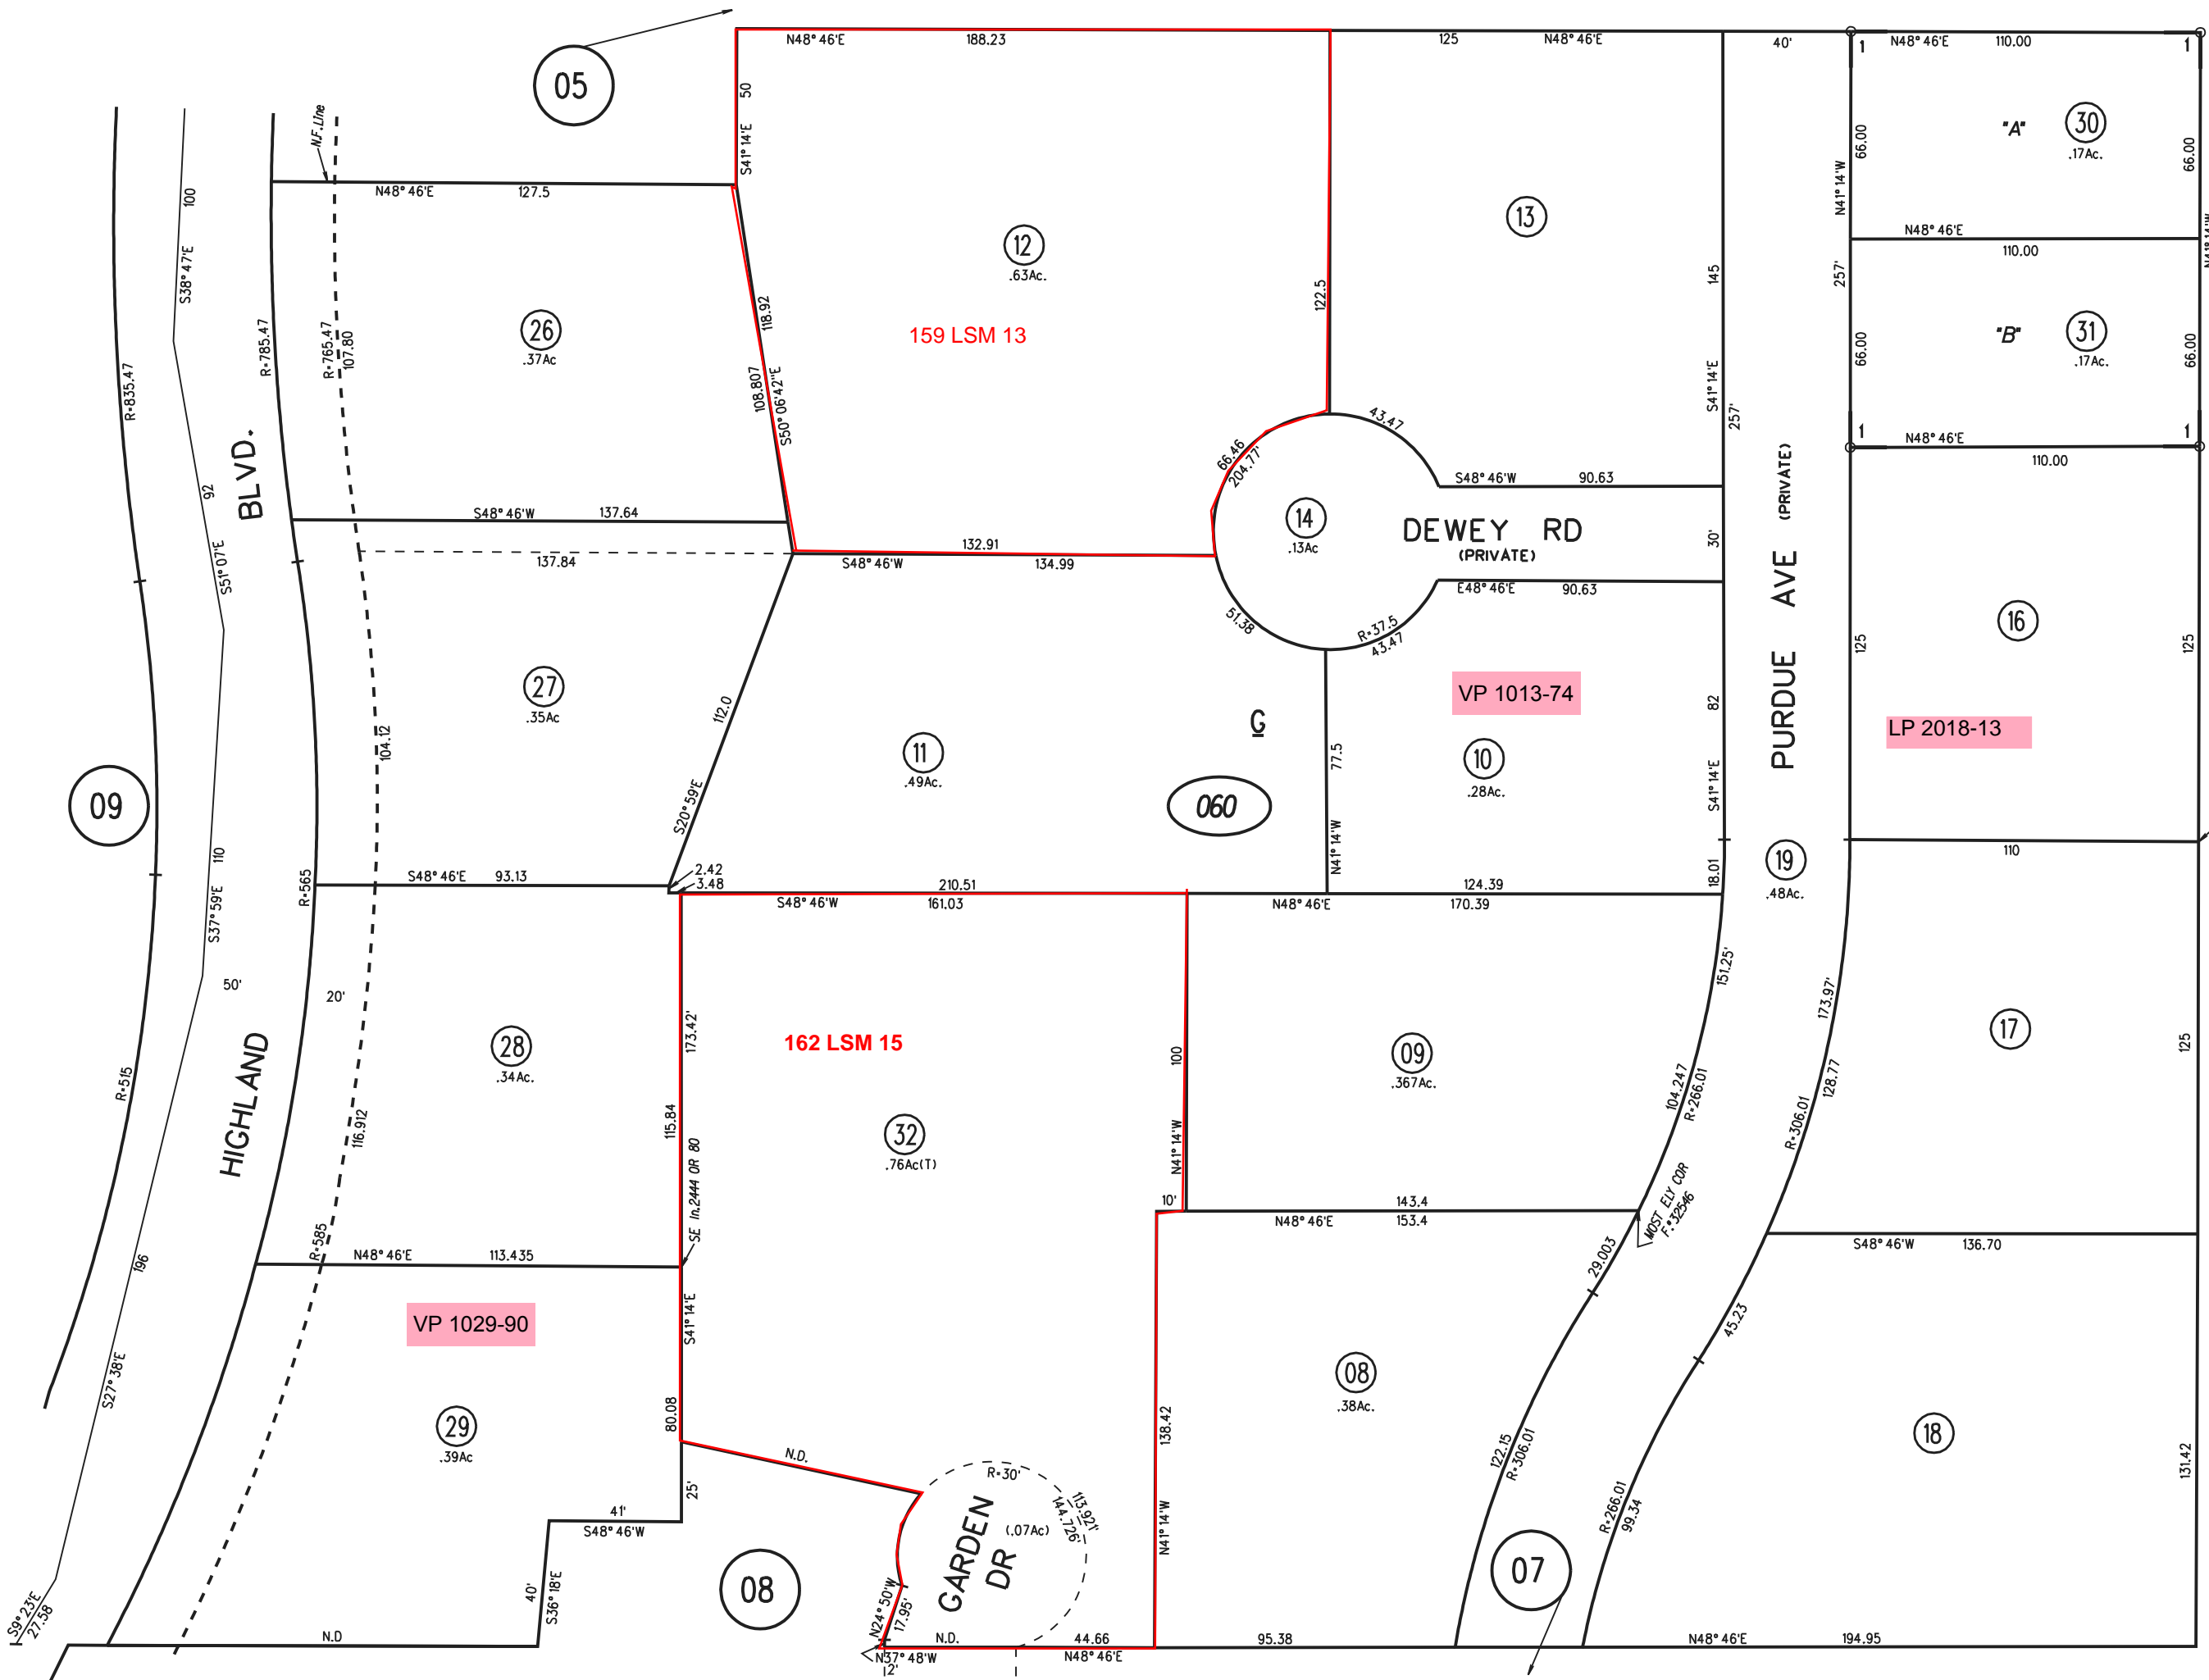 05
N48° 46'E 188.23
125 N48° 46'E
40'
N48° 46'E 110.00
1
1
50
S41° 14'E
N.F.Line
N48° 46'E 127.5
100
S38° 47'E
R=835.47
R=785.47
R=765.47
107.80
26
.37Ac
118.92
108.807
S50° 06'42"E
12
.63Ac.
159 LSM 13
122.5
13
145
S41° 14'E
257'
"A" 30
.17Ac.
66.00
66.00
N41° 14'W
N48° 46'E
110.00
257'
"B" 31
.17Ac.
66.00
66.00
1
1
N48° 46'E
110.00
66.46
204.77'
43.47
S48° 46'W 90.63
14
.13Ac
DEWEY RD
(PRIVATE)
30'
E48° 46'E 90.63
R=37.5
43.47
51.38
BLVD.
92
S51° 07'E
S48° 46'W 137.64
137.84
132.91
S48° 46'W 134.99
PURDUE AVE (PRIVATE)
16
125
125
27
.35Ac
104.12
112.0
S20° 59'E
11
.49Ac.
G
060
77.5
N41° 14'W
VP 1013-74
10
.28Ac.
82
S41° 14'E
LP 2018-13
09
110
S37° 59'E
R=565
S48° 46'E 93.13
2.42
3.48
210.51
S48° 46'W 161.03
124.39
N48° 46'E 170.39
18.01
19
.48Ac.
110
50'
20'
HIGHLAND
R=515
28
.34Ac.
116.912
173.42'
115.84
SE In.2444 OR 80
162 LSM 15
32
.76Ac(T)
100
N41° 14'W
10'
09
.367Ac.
151.25'
104.247
R=266.01
173.97'
128.77
R=306.01
17
125
143.4
N48° 46'E 153.4
MOST ELY COR
F.#32546
S48° 46'W 136.70
196
S27° 38'E
R=585
N48° 46'E 113.435
VP 1029-90
29
.39Ac
S41° 14'E
80.08
25'
41'
S48° 46'W
40'
S36° 18'E
N.D.
R=30'
113.921'
144.726'
GARDEN
DR
(.07Ac)
138.42
N41° 14'W
08
.38Ac.
29.003
122.15
R=306.01
45.23
R=266.01
99.34
18
131.42
S9° 23'E
27.58
N.D
08
N24° 50'W
17.95'
N37° 48'W
2'
N.D. 44.66
N48° 46'E
95.38
07
N48° 46'E 194.95